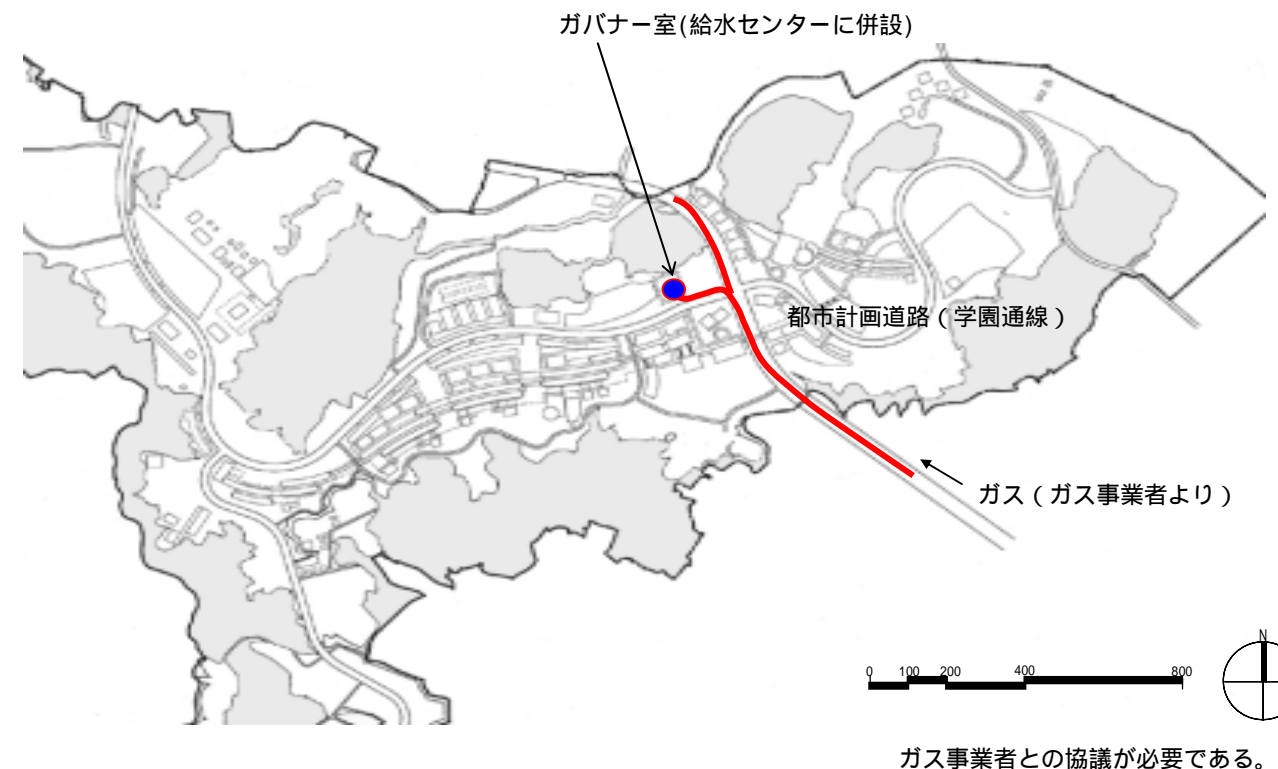 ガバナー室(給水センターに併設)
都市計画道路（学園通線）
ガス（ガス事業者より）
0 100 200 400 800
N
ガス事業者との協議が必要である。